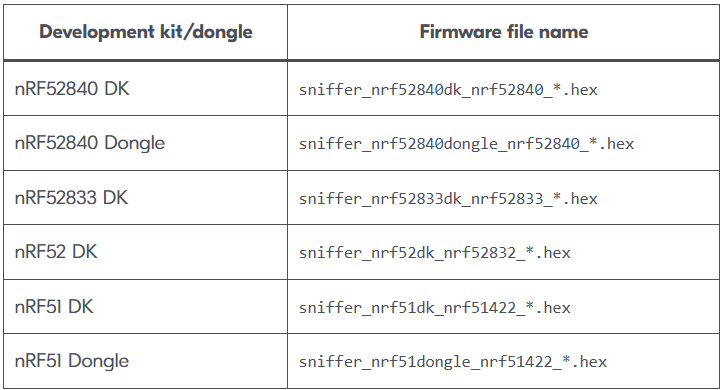 Development kit/dongle Firmware file name
nRF52840 DK sniffer_nrf52840dk_nrf52840_*.hex
nRF52840 Dongle sniffer_nrf52840dongle_nrf52840_*.hex
nRF52833 DK sniffer_nrf52833dk_nrf52833_*.hex
nRF52 DK sniffer_nrf52dk_nrf52832_*.hex
nRF51 DK sniffer_nrf51dk_nrf51422_*.hex
nRF51 Dongle sniffer_nrf51dongle_nrf51422_*.hex